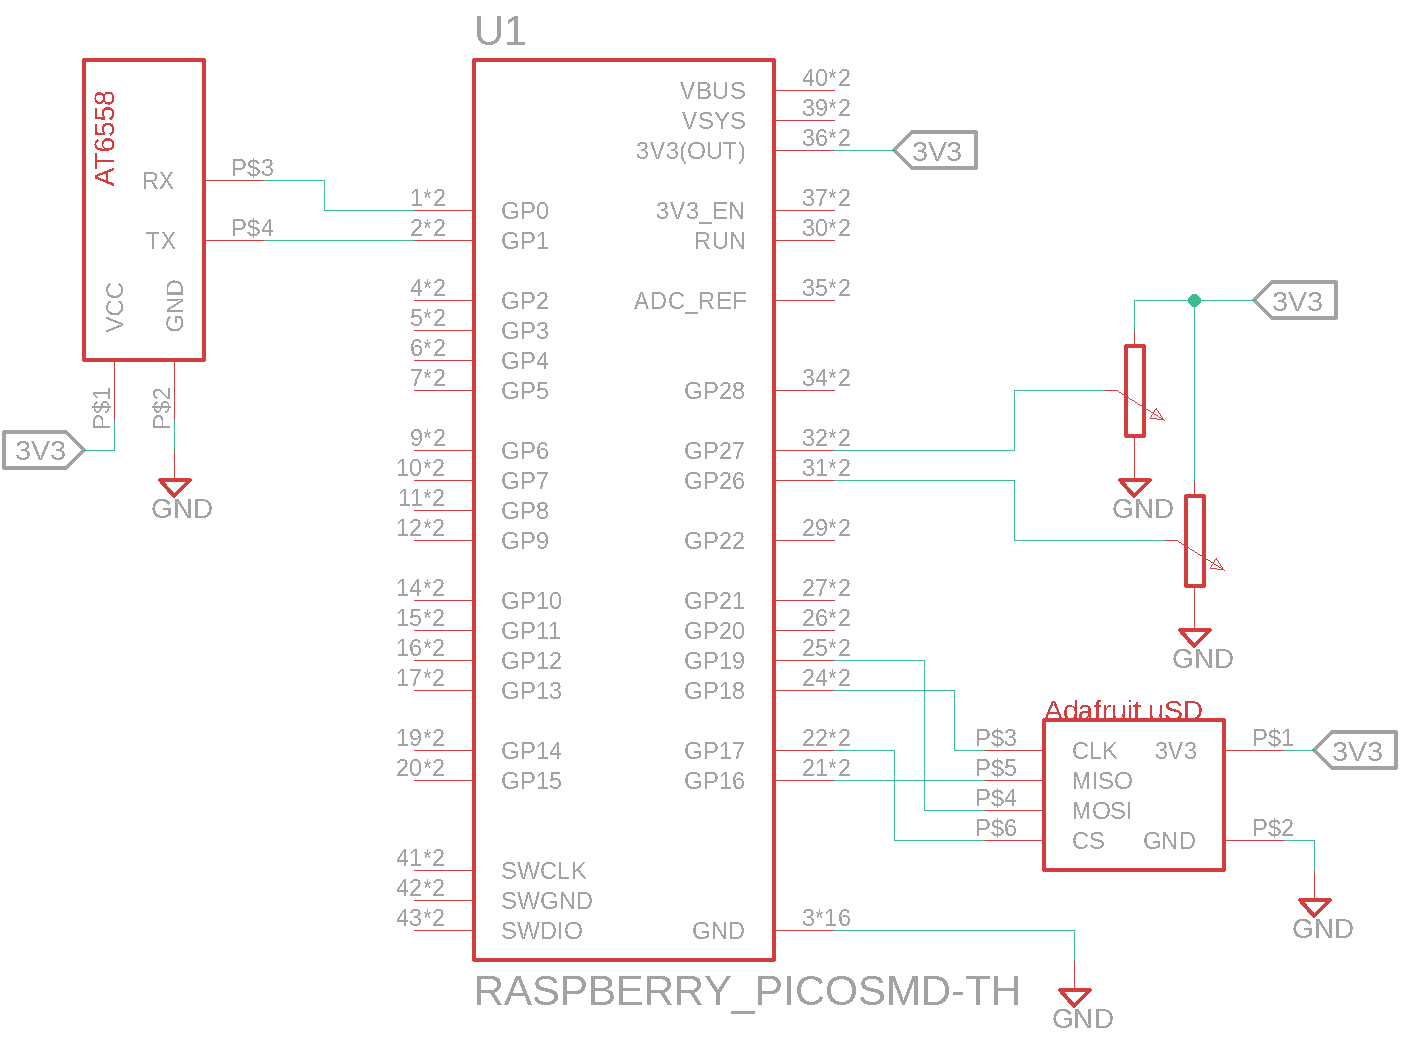 U1
AT6558
RX
TX
VCC
GND
P$3
P$4
P$1
P$2
3V3
GND
1*2
GP0
2*2
GP1
4*2
GP2
5*2
GP3
6*2
GP4
7*2
GP5
9*2
GP6
10*2
GP7
11*2
GP8
12*2
GP9
14*2
GP10
15*2
GP11
16*2
GP12
17*2
GP13
19*2
GP14
20*2
GP15
41*2
SWCLK
42*2
SWGND
43*2
SWDIO
VBUS
40*2
VSYS
39*2
3V3(OUT)
36*2
3V3
3V3_EN
37*2
RUN
30*2
ADC_REF
35*2
GP28
34*2
GP27
32*2
GP26
31*2
GP22
29*2
GP21
27*2
GP20
26*2
GP19
25*2
GP18
24*2
GP17
22*2
GP16
21*2
GND
3*16
RASPBERRY_PICOSMD-TH
3V3
GND
GND
Adafruit uSD
P$3
CLK
P$5
MISO
P$4
MOSI
P$6
CS
3V3
P$1
3V3
GND
P$2
GND
GND